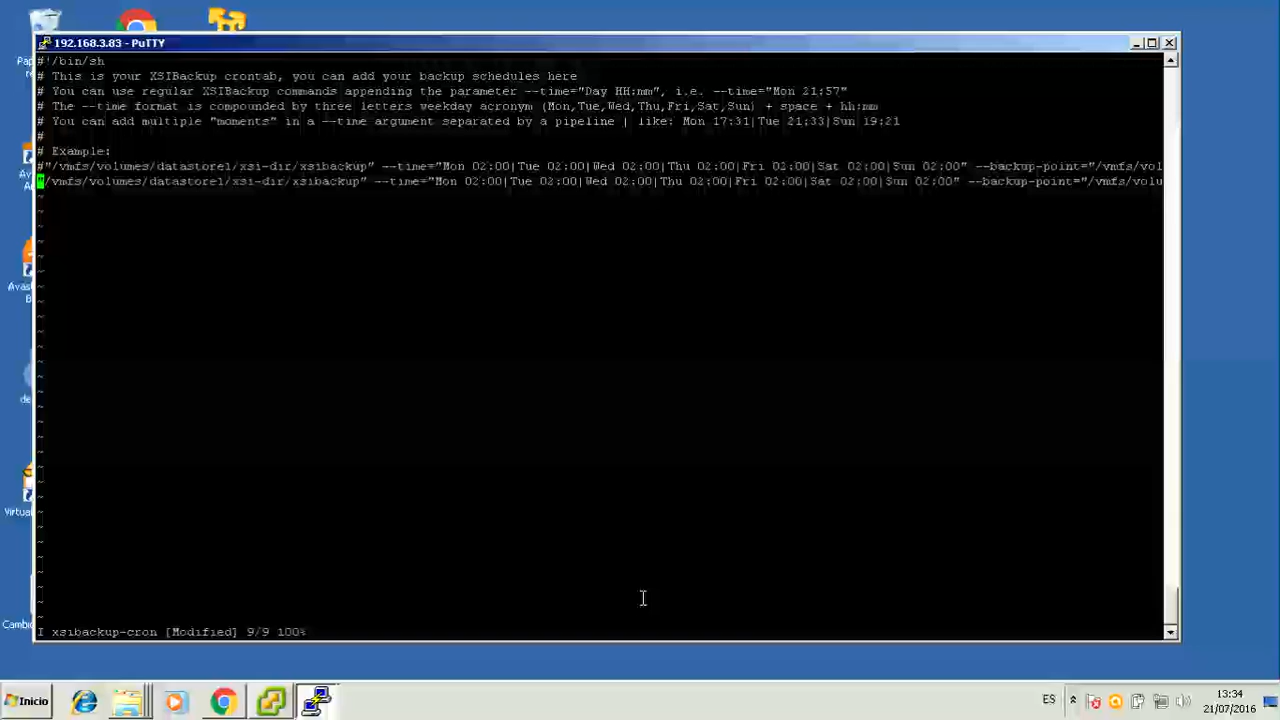 192.168.3.83 - PuTTY
#!/bin/sh
# This is your XSIBackup crontab, you can add your backup schedules here
# You can use regular XSIBackup commands appending the parameter --time="Day HH:mm", i.e. --time="Mon 21:57"
# The --time format is compounded by three letters weekday acronym (Mon,Tue,Wed,Thu,Fri,Sat,Sun) + space + hh:mm
# You can add multiple "moments" in a --time argument separated by a pipeline | like: Mon 17:31|Tue 21:33|Sun 19:21
#
# Example:
#"/vmfs/volumes/datastore1/xsi-dir/xsibackup" --time="Mon 02:00|Tue 02:00|Wed 02:00|Thu 02:00|Fri 02:00|Sat 02:00|Sun 02:00" --backup-point="/vmfs/vol
"/vmfs/volumes/datastore1/xsi-dir/xsibackup" --time="Mon 02:00|Tue 02:00|Wed 02:00|Thu 02:00|Fri 02:00|Sat 02:00|Sun 02:00" --backup-point="/vmfs/volu
I xsibackup-cron [Modified] 9/9 100%
Inicio
ES
13:34
21/07/2016